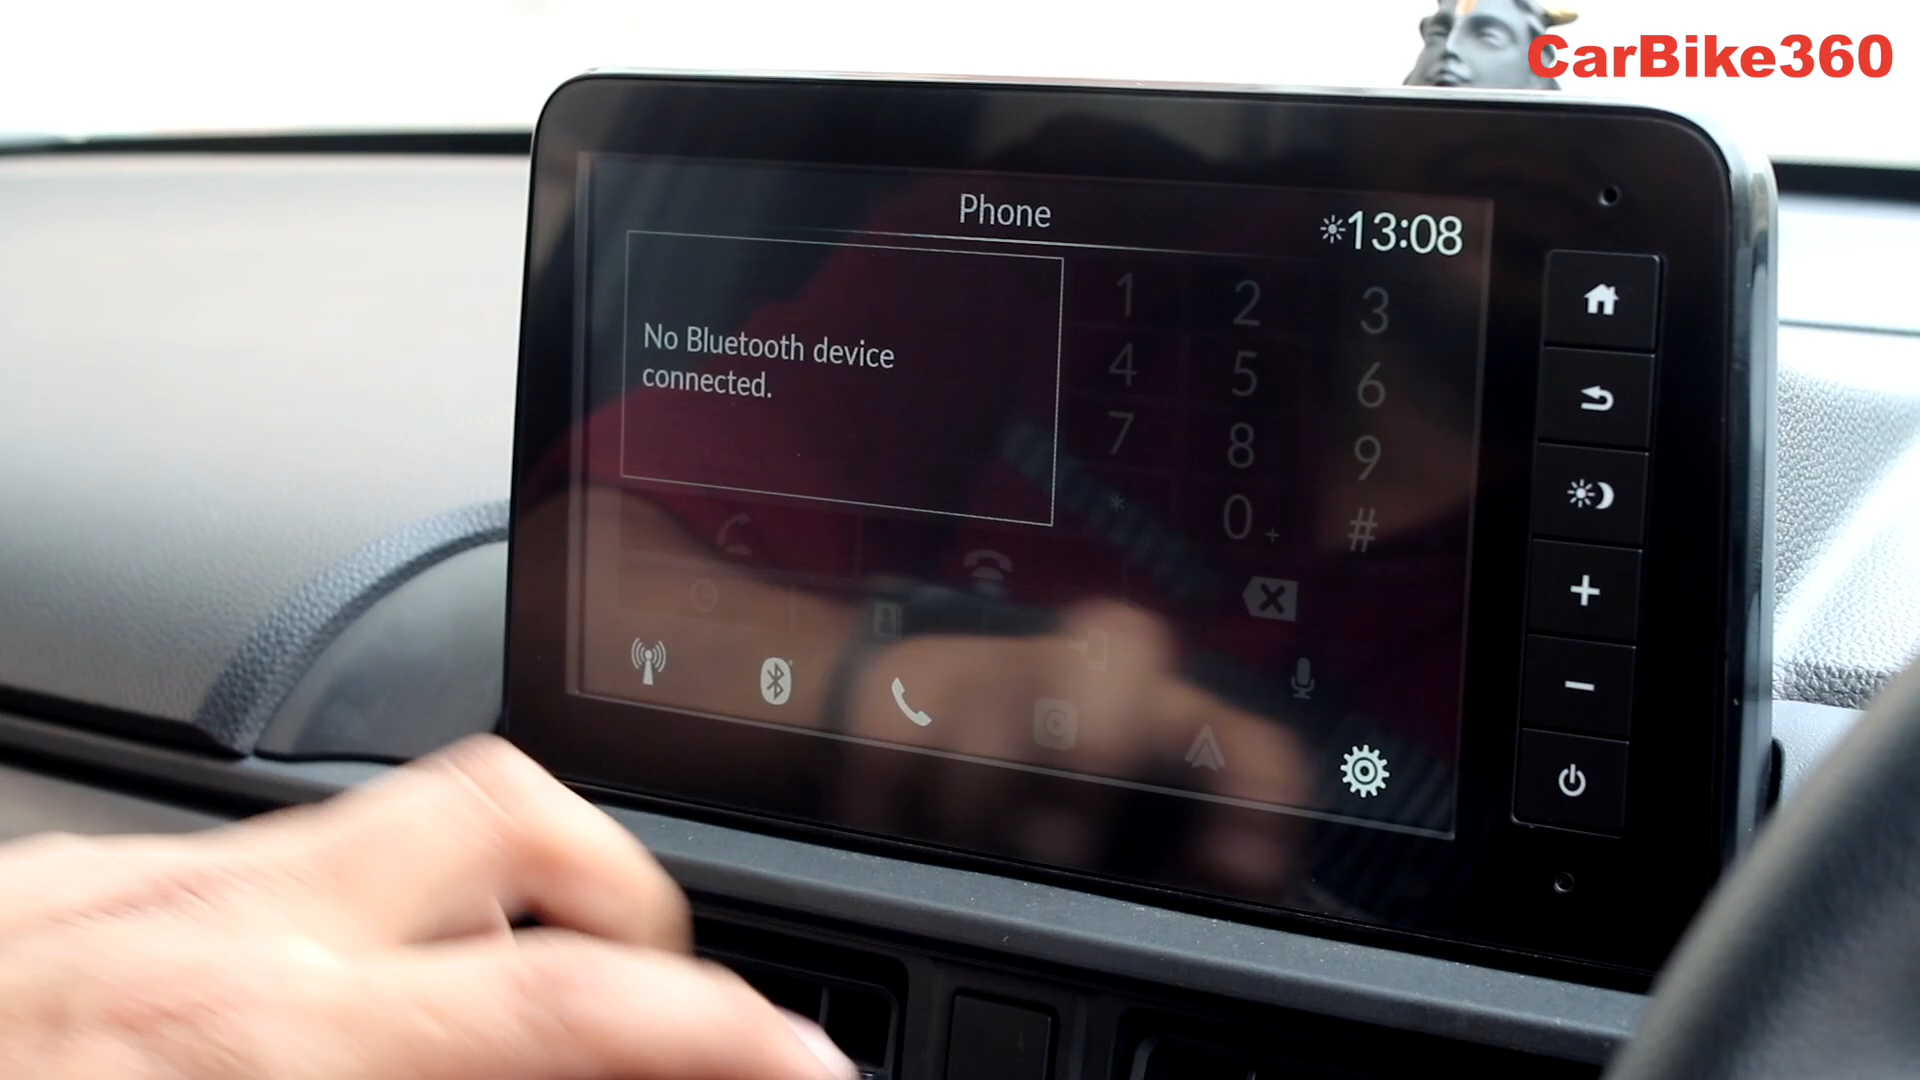 CarBike360
Phone
13:08
No Bluetooth device
connected.
1 2 3
4 5 6
7 8 9
* 0 + #